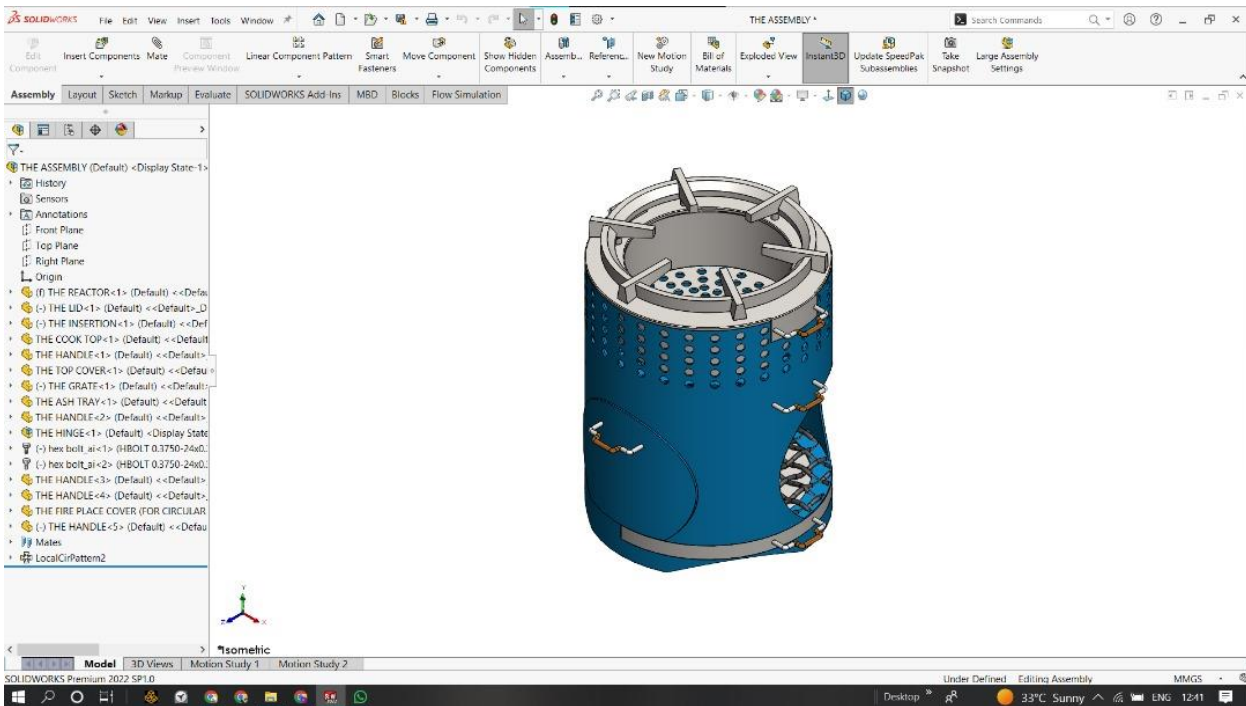 SOLIDWORKS File Edit View Insert Tools Window THE ASSEMBLY * Search Commands
Edit Component Insert Components Mate Component Preview Window Linear Component Pattern Smart Fasteners Move Component Show Hidden Components Assemb... Referenc... New Motion Study Bill of Materials Exploded View Instant3D Update SpeedPak Subassemblies Take Snapshot Large Assembly Settings
Assembly Layout Sketch Markup Evaluate SOLIDWORKS Add-Ins MBD Blocks Flow Simulation
THE ASSEMBLY (Default) <Display State-1>
History
Sensors
Annotations
Front Plane
Top Plane
Right Plane
Origin
(f) THE REACTOR<1> (Default) <<Defau
(-) THE LID<1> (Default) <<Default>_D
(-) THE INSERTION<1> (Default) <<Def
THE COOK TOP<1> (Default) <<Default
THE HANDLE<1> (Default) <<Default>
THE TOP COVER<1> (Default) <<Defau
(-) THE GRATE<1> (Default) <<Default>
THE ASH TRAY<1> (Default) <<Default
THE HANDLE<2> (Default) <<Default>
THE HINGE<1> (Default) <Display State
(-) hex bolt_ai<1> (HBOLT 0.3750-24x0.
(-) hex bolt_ai<2> (HBOLT 0.3750-24x0.
THE HANDLE<3> (Default) <<Default>
THE HANDLE<4> (Default) <<Default>_
THE FIRE PLACE COVER (FOR CIRCULAR
(-) THE HANDLE<5> (Default) <<Defau
Mates
LocalCirPattern2
Y
*Isometric
Model 3D Views Motion Study 1 Motion Study 2
SOLIDWORKS Premium 2022 SP1.0 Under Defined Editing Assembly MMGS
Desktop 33°C Sunny ENG 12:41